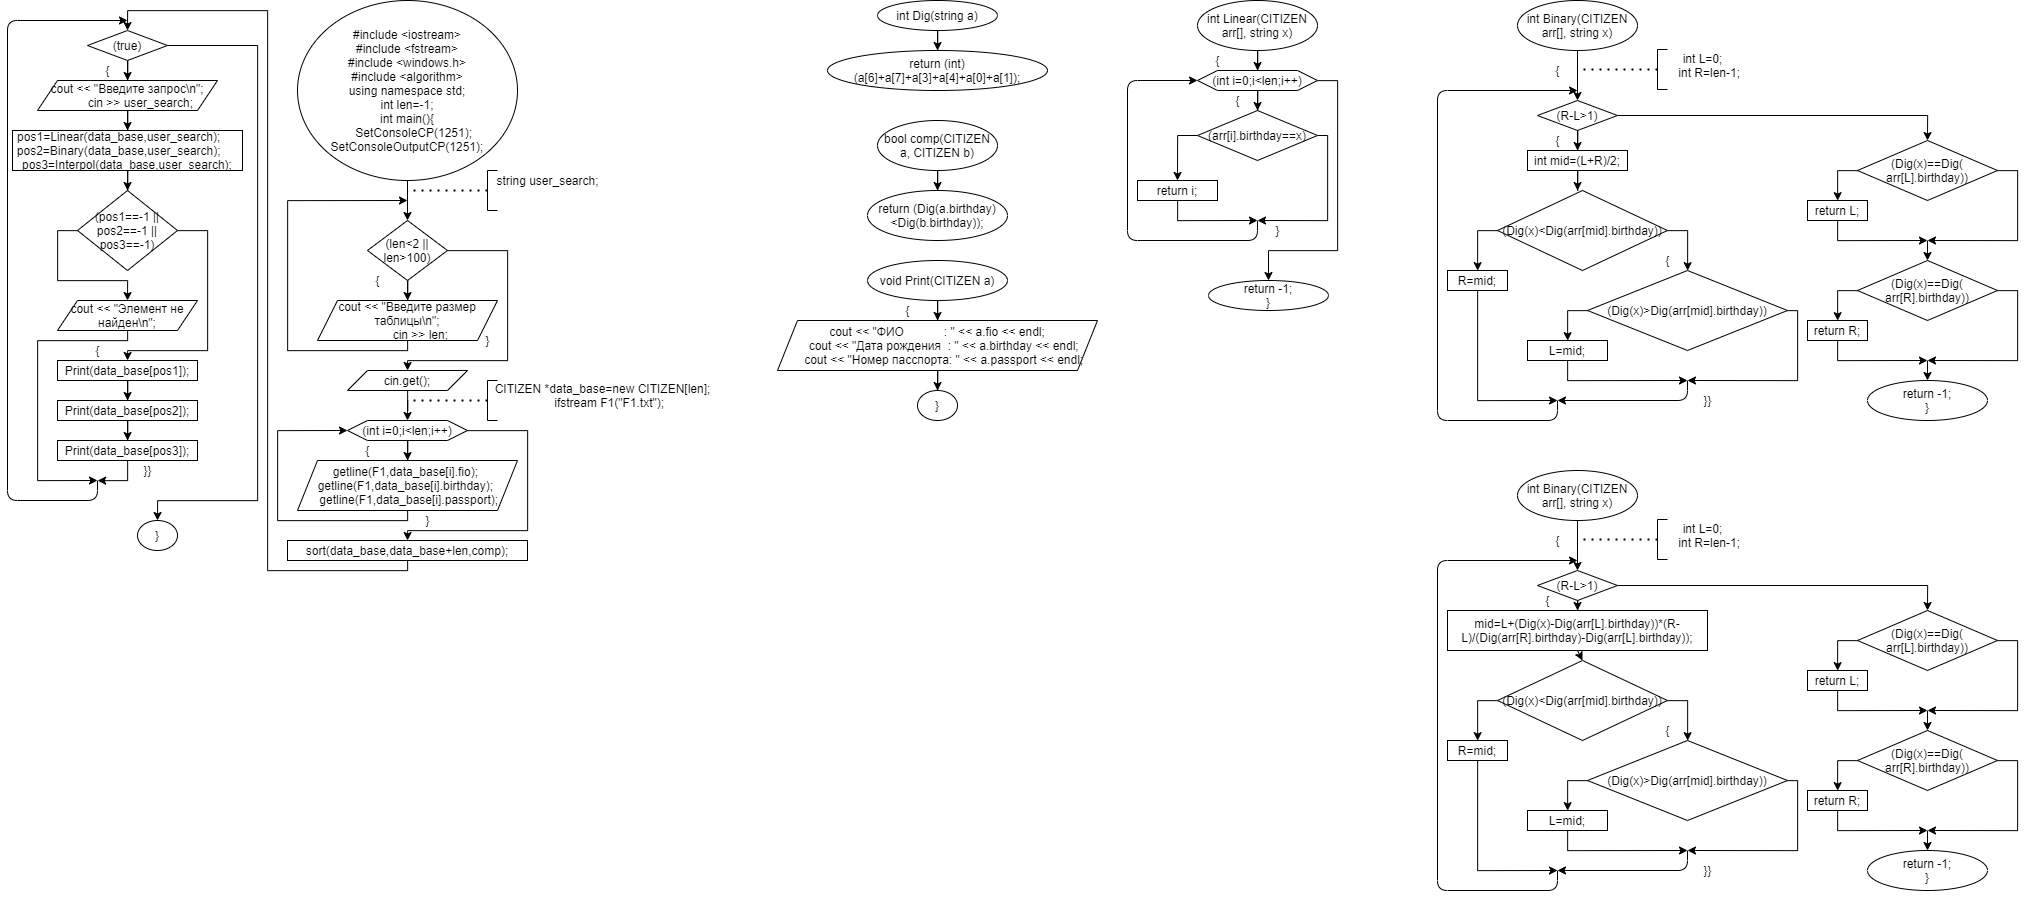 (true)
{
cout << "Введите запрос\n";
cin >> user_search;
pos1=Linear(data_base,user_search);
pos2=Binary(data_base,user_search);
pos3=Interpol(data_base,user_search);
(pos1==-1 ||
pos2==-1 ||
pos3==-1)
cout << "Элемент не
найден\n";
{
Print(data_base[pos1]);
Print(data_base[pos2]);
Print(data_base[pos3]);
}}
}
#include <iostream>
#include <fstream>
#include <windows.h>
#include <algorithm>
using namespace std;
int len=-1;
int main(){
SetConsoleCP(1251);
SetConsoleOutputCP(1251);
string user_search;
(len<2 ||
len>100)
{
cout << "Введите размер
таблицы\n";
cin >> len;
}
cin.get();
CITIZEN *data_base=new CITIZEN[len];
ifstream F1("F1.txt");
(int i=0;i<len;i++)
{
getline(F1,data_base[i].fio);
getline(F1,data_base[i].birthday);
getline(F1,data_base[i].passport);
}
sort(data_base,data_base+len,comp);
int Dig(string a)
return (int)
(a[6]+a[7]+a[3]+a[4]+a[0]+a[1]);
bool comp(CITIZEN
a, CITIZEN b)
return (Dig(a.birthday)
<Dig(b.birthday));
void Print(CITIZEN a)
{
cout << "ФИО : " << a.fio << endl;
cout << "Дата рождения : " << a.birthday << endl;
cout << "Номер пасспорта: " << a.passport << endl;
}
int Linear(CITIZEN
arr[], string x)
{
(int i=0;i<len;i++)
{
(arr[i].birthday==x)
return i;
}
return -1;
}
int Binary(CITIZEN
arr[], string x)
int L=0;
int R=len-1;
{
(R-L>1)
{
int mid=(L+R)/2;
(Dig(x)<Dig(arr[mid].birthday))
R=mid;
{
(Dig(x)>Dig(arr[mid].birthday))
L=mid;
}}
(Dig(x)==Dig(
arr[L].birthday))
return L;
(Dig(x)==Dig(
arr[R].birthday))
return R;
return -1;
}
int Binary(CITIZEN
arr[], string x)
int L=0;
int R=len-1;
{
(R-L>1)
{
mid=L+(Dig(x)-Dig(arr[L].birthday))*(R-
L)/(Dig(arr[R].birthday)-Dig(arr[L].birthday));
(Dig(x)<Dig(arr[mid].birthday))
R=mid;
{
(Dig(x)>Dig(arr[mid].birthday))
L=mid;
}}
(Dig(x)==Dig(
arr[L].birthday))
return L;
(Dig(x)==Dig(
arr[R].birthday))
return R;
return -1;
}